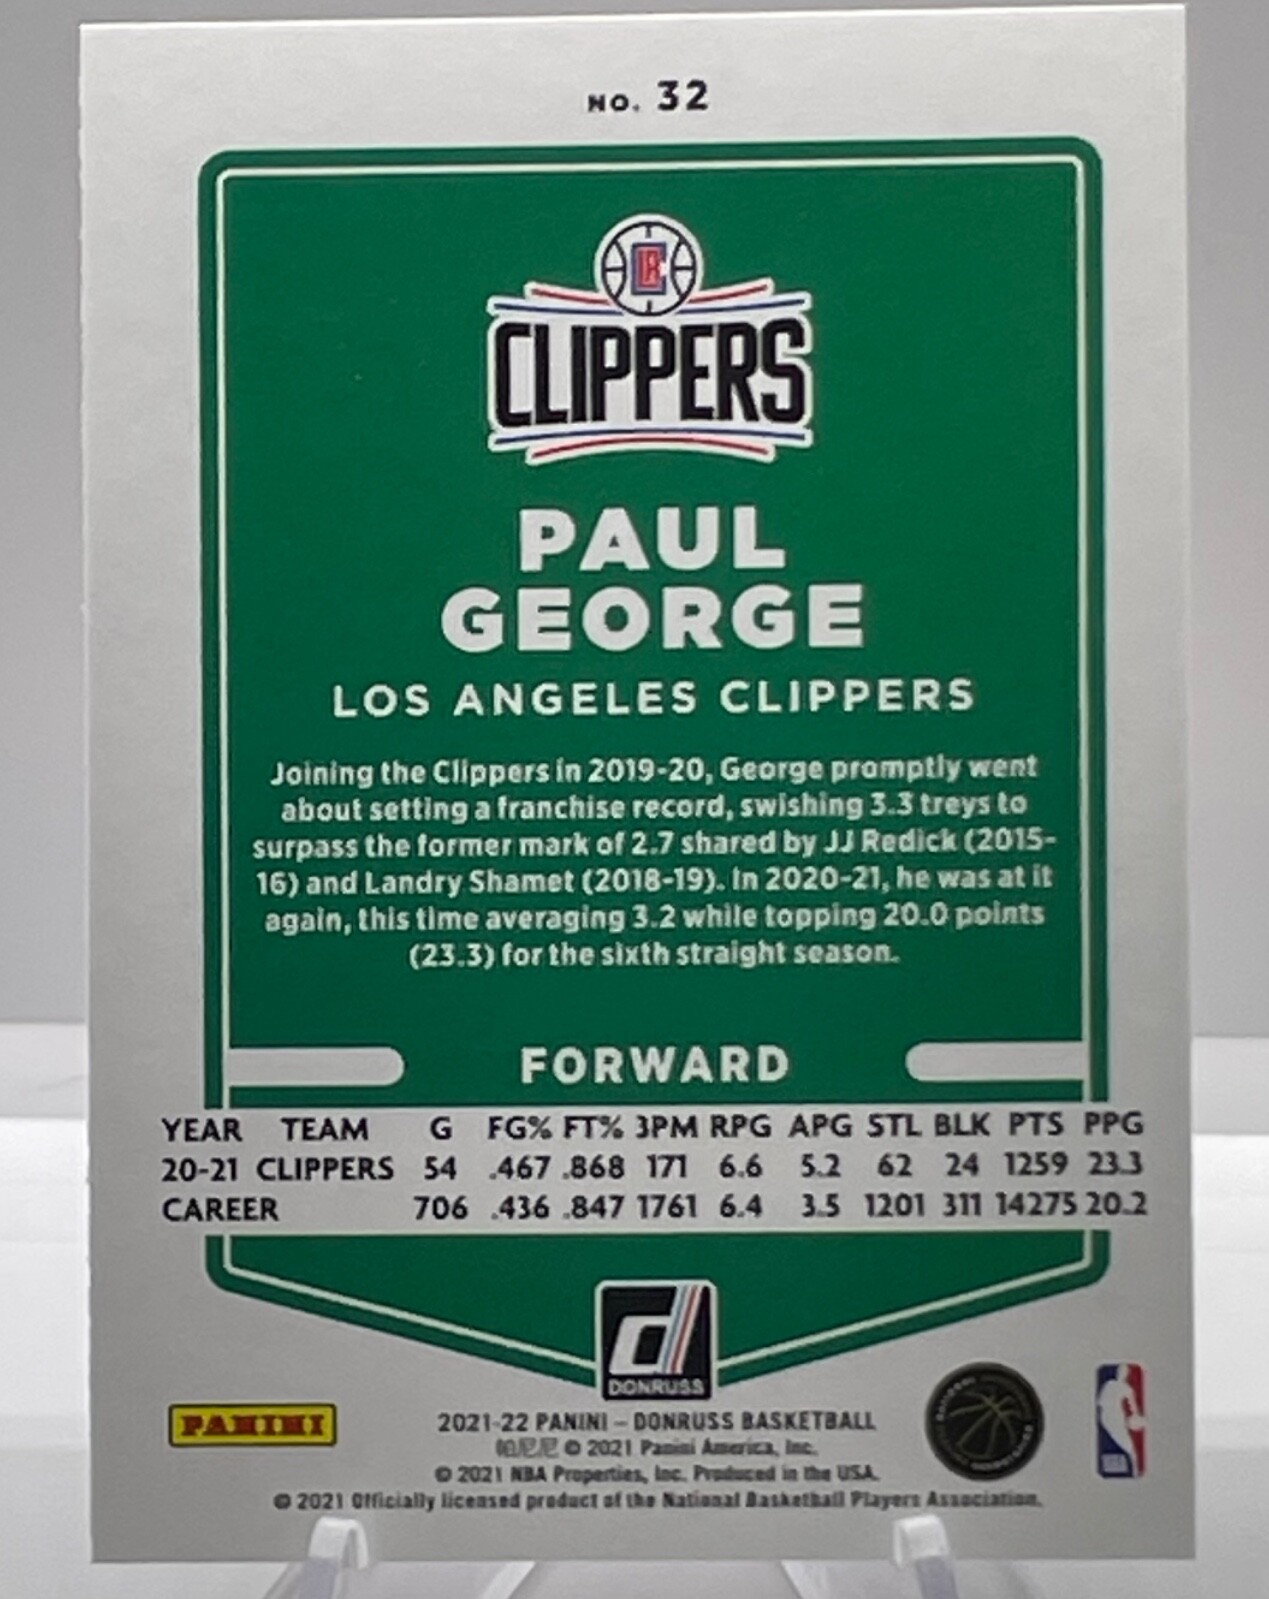 NO. 32
CLIPPERS
PAUL
GEORGE
LOS ANGELES CLIPPERS
Joining the Clippers in 2019-20, George promptly went
about setting a franchise record, swishing 3.3 treys to
surpass the former mark of 2.7 shared by JJ Redick (2015-
16) and Landry Shamet (2018-19). In 2020-21, he was at it
again, this time averaging 3.2 while topping 20.0 points
(23.3) for the sixth straight season.
FORWARD
YEAR TEAM G FG% FT% 3PM RPG APG STL BLK PTS PPG
20-21 CLIPPERS 54 .467 .868 171 6.6 5.2 62 24 1259 23.3
CAREER 706 .436 .847 1761 6.4 3.5 1201 311 14275 20.2
d
DONRUSS
PANINI
2021-22 PANINI – DONRUSS BASKETBALL
帕尼尼 © 2021 Panini America, Inc.
© 2021 NBA Properties, Inc. Produced in the USA.
© 2021 Officially licensed product of the National Basketball Players Association.